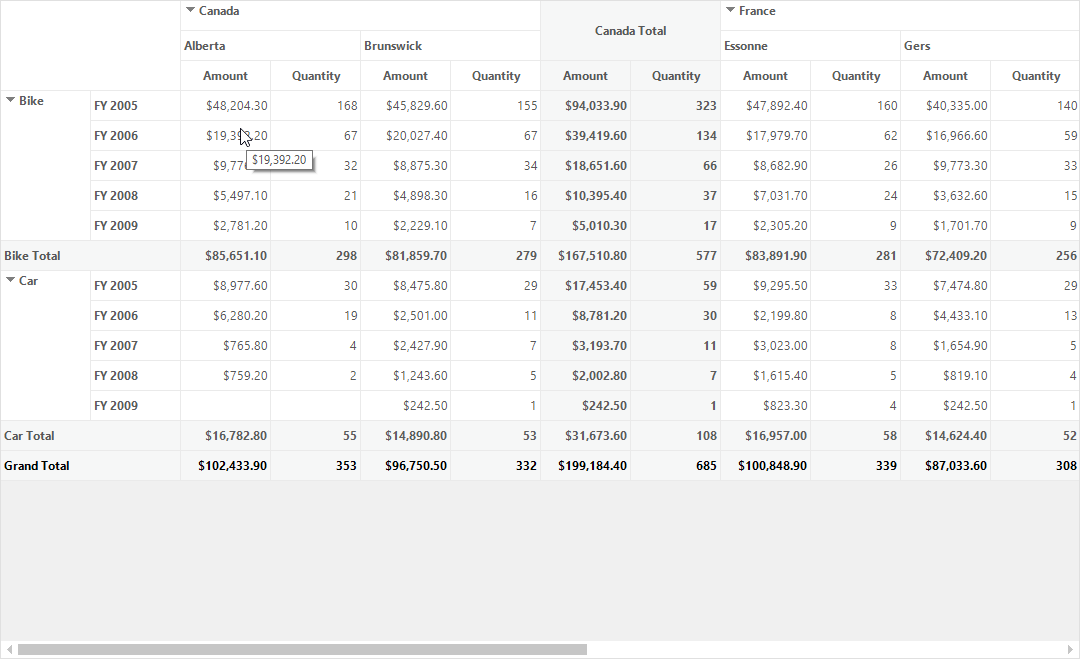 Canada Canada Total France
Alberta Brunswick Essonne Gers
Amount Quantity Amount Quantity Amount Quantity Amount Quantity Amount Quantity
Bike FY 2005 $48,204.30 168 $45,829.60 155 $94,033.90 323 $47,892.40 160 $40,335.00 140
FY 2006 $19,392.20 67 $20,027.40 67 $39,419.60 134 $17,979.70 62 $16,966.60 59
$19,392.20
FY 2007 32 $8,875.30 34 $18,651.60 66 $8,682.90 26 $9,773.30 33
FY 2008 $5,497.10 21 $4,898.30 16 $10,395.40 37 $7,031.70 24 $3,632.60 15
FY 2009 $2,781.20 10 $2,229.10 7 $5,010.30 17 $2,305.20 9 $1,701.70 9
Bike Total $85,651.10 298 $81,859.70 279 $167,510.80 577 $83,891.90 281 $72,409.20 256
Car FY 2005 $8,977.60 30 $8,475.80 29 $17,453.40 59 $9,295.50 33 $7,474.80 29
FY 2006 $6,280.20 19 $2,501.00 11 $8,781.20 30 $2,199.80 8 $4,433.10 13
FY 2007 $765.80 4 $2,427.90 7 $3,193.70 11 $3,023.00 8 $1,654.90 5
FY 2008 $759.20 2 $1,243.60 5 $2,002.80 7 $1,615.40 5 $819.10 4
FY 2009 $242.50 1 $242.50 1 $823.30 4 $242.50 1
Car Total $16,782.80 55 $14,890.80 53 $31,673.60 108 $16,957.00 58 $14,624.40 52
Grand Total $102,433.90 353 $96,750.50 332 $199,184.40 685 $100,848.90 339 $87,033.60 308